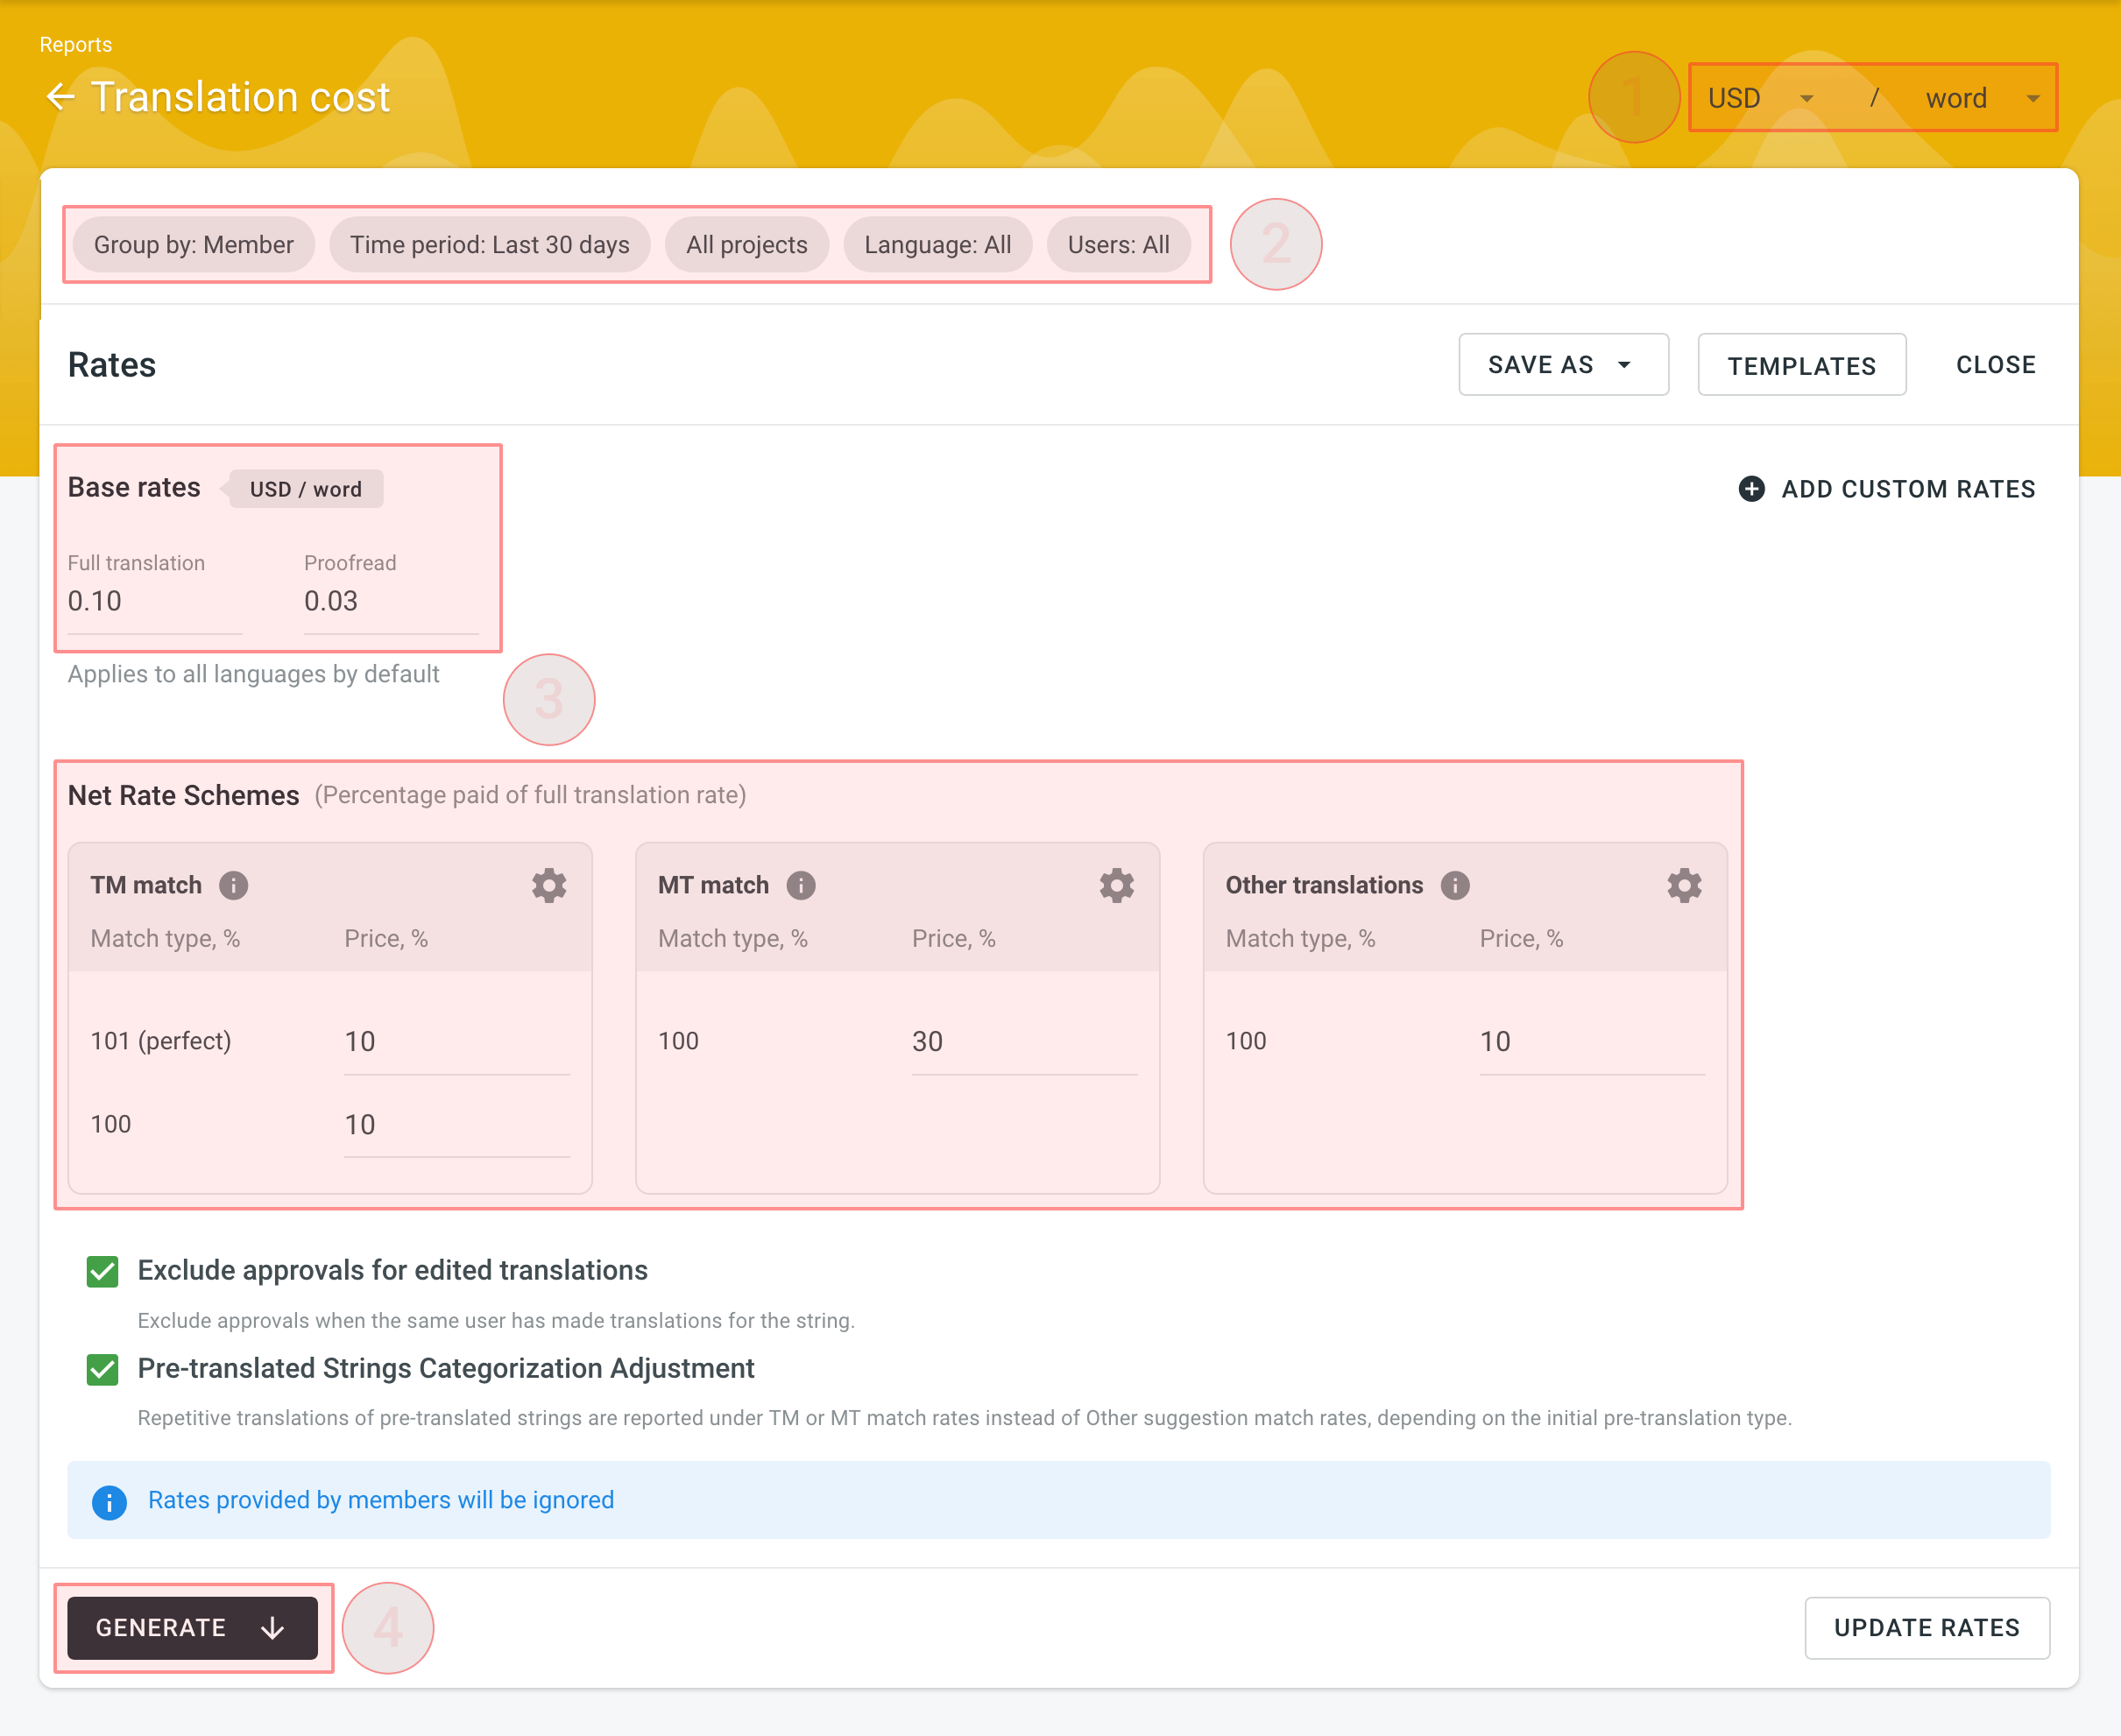 Reports
Translation cost
1
USD / word
Group by: Member Time period: Last 30 days All projects Language: All Users: All
2
Rates
SAVE AS TEMPLATES CLOSE
Base rates USD / word
ADD CUSTOM RATES
Full translation Proofread
0.10 0.03
Applies to all languages by default
3
Net Rate Schemes (Percentage paid of full translation rate)
TM match MT match Other translations
Match type, % Price, % Match type, % Price, % Match type, % Price, %
101 (perfect) 10 100 30 100 10
100 10
Exclude approvals for edited translations
Exclude approvals when the same user has made translations for the string.
Pre-translated Strings Categorization Adjustment
Repetitive translations of pre-translated strings are reported under TM or MT match rates instead of Other suggestion match rates, depending on the initial pre-translation type.
Rates provided by members will be ignored
GENERATE
4
UPDATE RATES